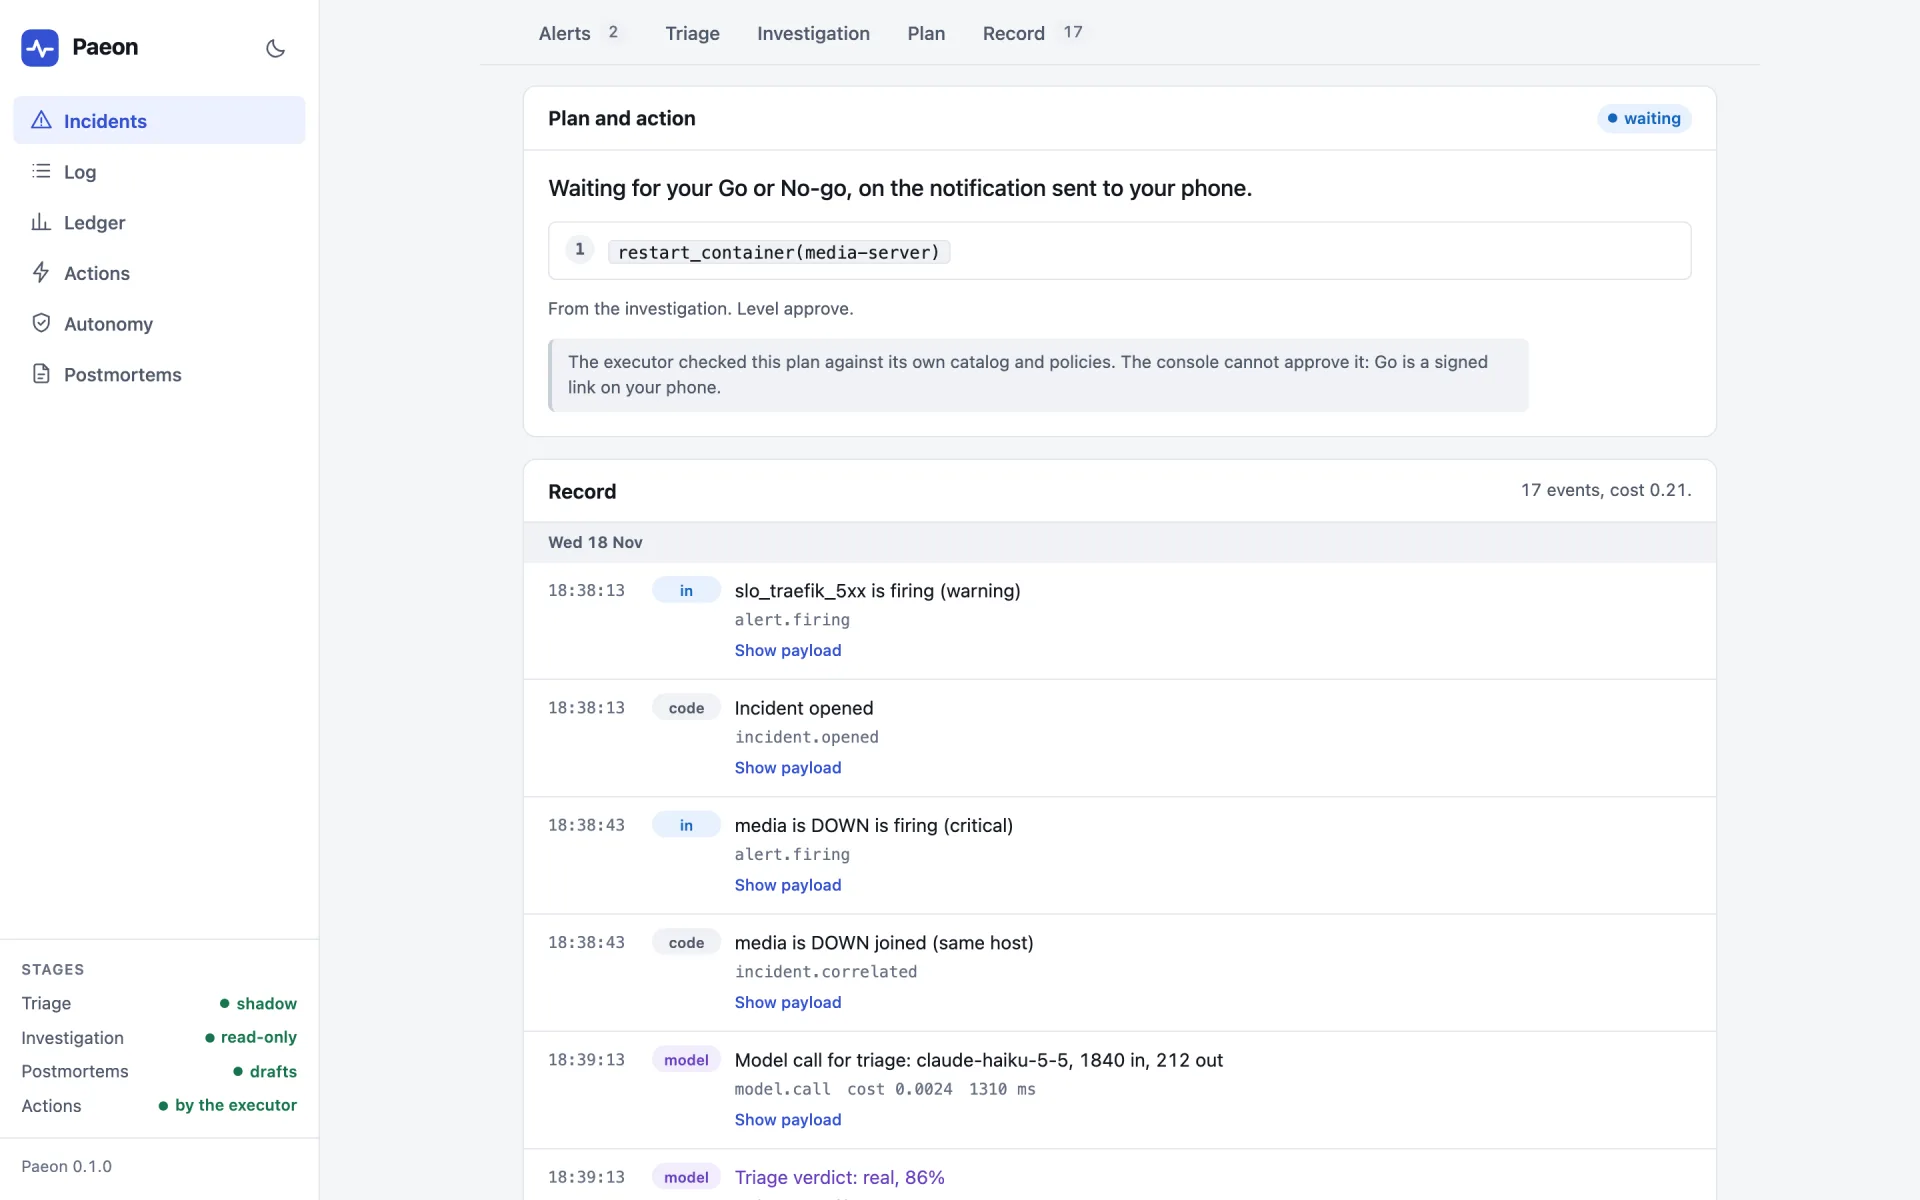 Paeon
Incidents
Log
Ledger
Actions
Autonomy
Postmortems
STAGES
Triage shadow
Investigation read-only
Postmortems drafts
Actions by the executor
Paeon 0.1.0
Alerts 2 Triage Investigation Plan Record 17
Plan and action waiting
Waiting for your Go or No-go, on the notification sent to your phone.
1 restart_container(media-server)
From the investigation. Level approve.
The executor checked this plan against its own catalog and policies. The console cannot approve it: Go is a signed
link on your phone.
Record 17 events, cost 0.21.
Wed 18 Nov
18:38:13 in slo_traefik_5xx is firing (warning)
alert.firing
Show payload
18:38:13 code Incident opened
incident.opened
Show payload
18:38:43 in media is DOWN is firing (critical)
alert.firing
Show payload
18:38:43 code media is DOWN joined (same host)
incident.correlated
Show payload
18:39:13 model Model call for triage: claude-haiku-5-5, 1840 in, 212 out
model.call cost 0.0024 1310 ms
Show payload
18:39:13 model Triage verdict: real, 86%